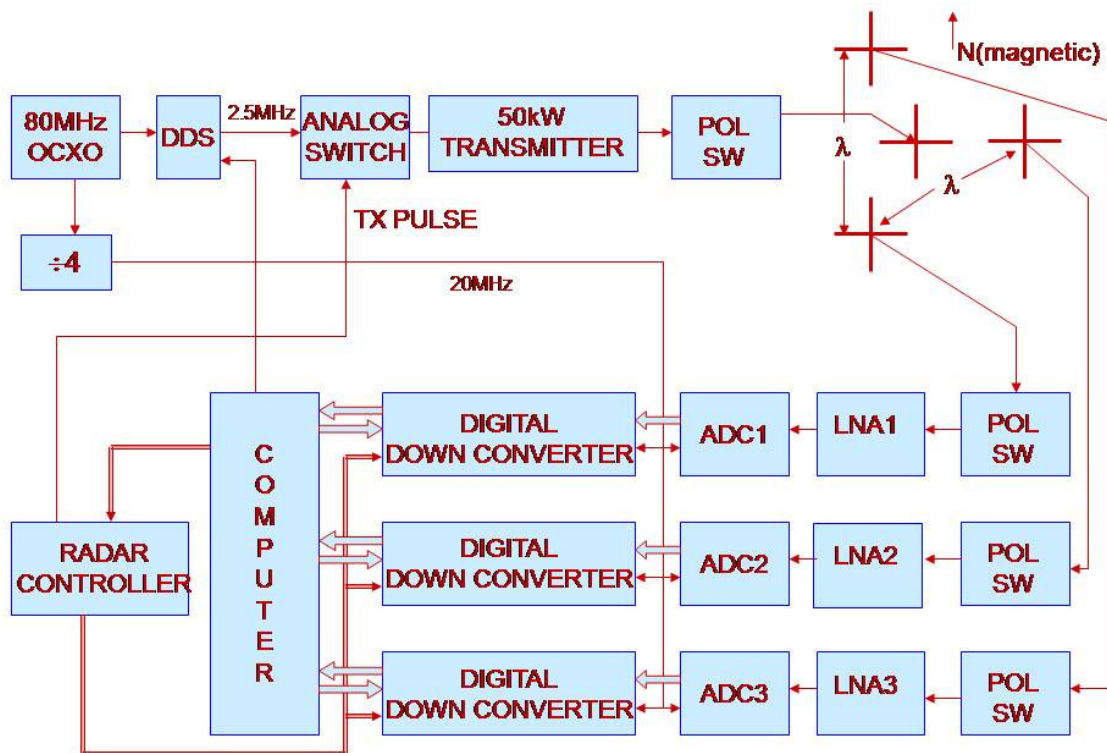 N(magnetic)
80MHz
OCXO
DDS
2.5MHz
ANALOG
SWITCH
50kW
TRANSMITTER
POL
SW
λ
λ
÷4
TX PULSE
20MHz
COMPUTER
DIGITAL
DOWN CONVERTER
ADC1
LNA1
POL
SW
RADAR
CONTROLLER
DIGITAL
DOWN CONVERTER
ADC2
LNA2
POL
SW
DIGITAL
DOWN CONVERTER
ADC3
LNA3
POL
SW